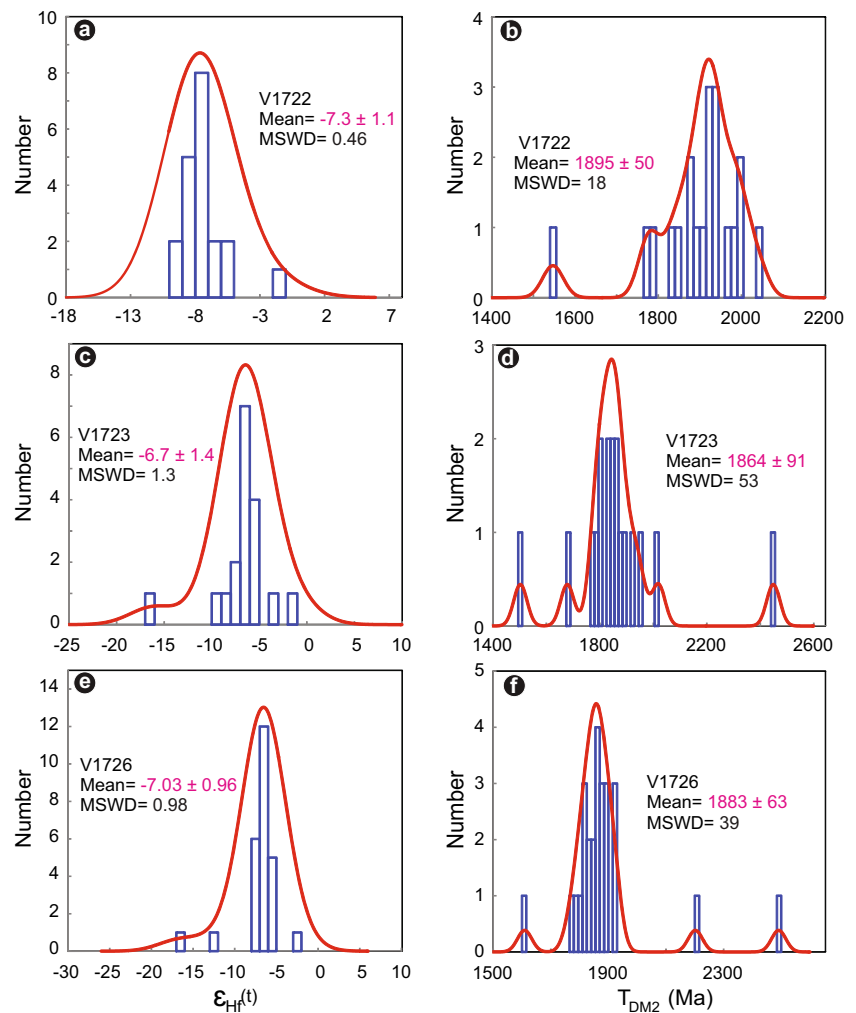 a
10
8
6
4
2
0
Number
V1722
Mean= -7.3 ± 1.1
MSWD= 0.46
-18 -13 -8 -3 2 7
b
4
3
2
1
0
Number
V1722
Mean= 1895 ± 50
MSWD= 18
1400 1600 1800 2000 2200
c
8
6
4
2
0
Number
V1723
Mean= -6.7 ± 1.4
MSWD= 1.3
-25 -20 -15 -10 -5 0 5 10
d
3
2
1
0
Number
V1723
Mean= 1864 ± 91
MSWD= 53
1400 1800 2200 2600
e
14
12
10
8
6
4
2
0
Number
V1726
Mean= -7.03 ± 0.96
MSWD= 0.98
-30 -25 -20 -15 -10 -5 0 5 10
εHf(t)
f
5
4
3
2
1
0
Number
V1726
Mean= 1883 ± 63
MSWD= 39
1500 1900 2300
TDM2 (Ma)